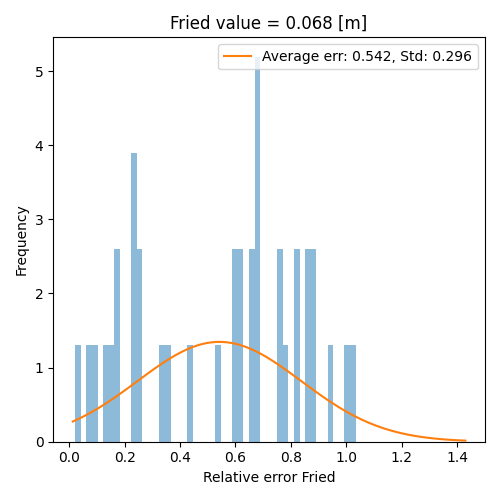 Fried value = 0.068 [m]
Average err: 0.542, Std: 0.296
5
4
3
2
1
0
Frequency
0.0 0.2 0.4 0.6 0.8 1.0 1.2 1.4
Relative error Fried